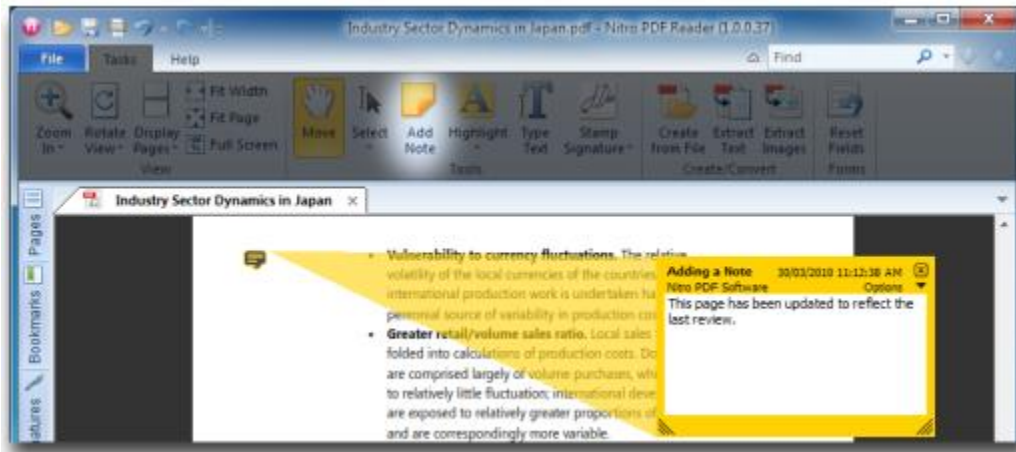 Industry Sector Dynamics in Japan.pdf - Nitro PDF Reader (1.0.0.37)
File Tasks Help Find
Zoom In Rotate View Display Pages Fit Width Fit Page Full Screen Move Select Add Note Highlight Type Text Stamp Signature Create from File Extract Text Extract Images Reset Fields
View Tools Create/Convert Forms
Industry Sector Dynamics in Japan
Pages
Bookmarks
• Vulnerability to currency fluctuations. The relative
volatility of the local currencies of the countries
international production work is undertaken
source of variability in production
• Greater retail/volume sales ratio. Local sales
folded into calculations of production costs.
are comprised largely of volume purchases,
to relatively little fluctuation; international
are exposed to relatively greater proportions of
and are correspondingly more variable.
Adding a Note 30/03/2010 11:12:38 AM
Nitro PDF Software Options
This page has been updated to reflect the
last review.